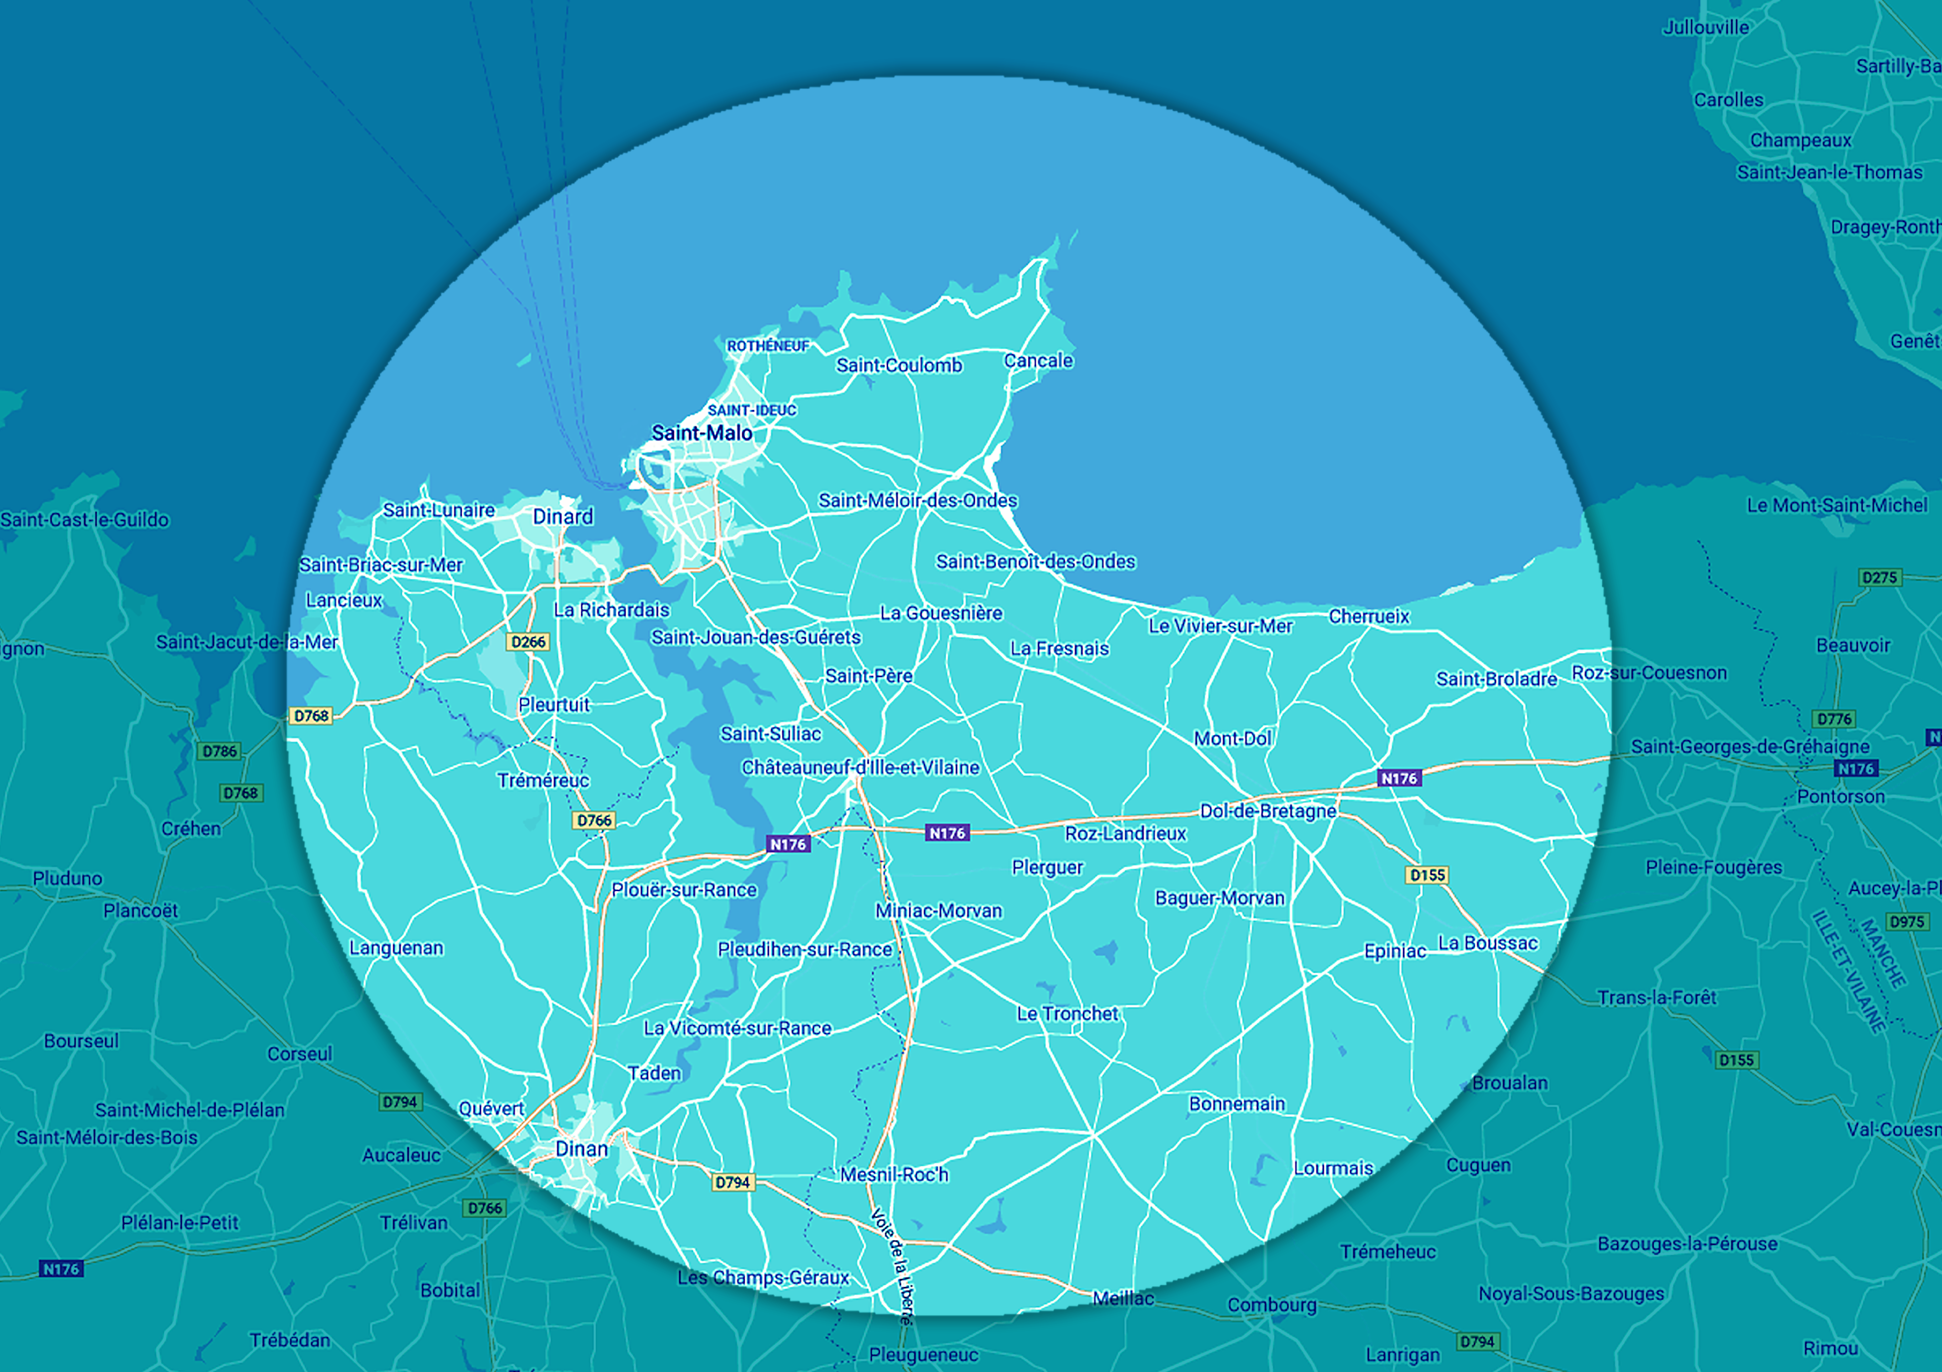 Jullouville
Sartilly-Ba
Carolles
Champeaux
Saint-Jean-le-Thomas
Dragey-Ronth
Genêt
ROTHÉNEUF
Saint-Coulomb
Cancale
SAINT-IDEUC
Saint-Malo
Saint-Cast-le-Guildo
Saint-Lunaire
Dinard
Saint-Méloir-des-Ondes
Le Mont-Saint-Michel
Saint-Briac-sur-Mer
Saint-Benoît-des-Ondes
D275
Lancieux
La Richardais
La Gouesnière
Le Vivier-sur-Mer
Cherrueix
ignon
Saint-Jacut-de-la-Mer
D266
Saint-Jouan-des-Guérets
La Fresnais
Beauvoir
Saint-Père
Saint-Broladre
Roz-sur-Couesnon
D768
Pleurtuit
D776
D786
Saint-Suliac
Mont-Dol
Saint-Georges-de-Gréhaigne
N
Châteauneuf-d'Ille-et-Vilaine
N176
N176
D768
Tréméreuc
Pontorson
Créhen
D766
Dol-de-Bretagne
N176
N176
Roz-Landrieux
Plerguer
Pleine-Fougères
Pluduno
Plouër-sur-Rance
D155
Aucey-la-Pl
Plancoët
Miniac-Morvan
Baguer-Morvan
D975
Languenan
Pleudihen-sur-Rance
Epiniac
La Boussac
MANCHE
ILLE-ET-VILAINE
Trans-la-Forêt
Le Tronchet
La Vicomté-sur-Rance
Bourseul
Corseul
D155
Taden
Broualan
D794
Saint-Michel-de-Plélan
Quévert
Bonnemain
Saint-Méloir-des-Bois
Val-Couesn
Aucaleuc
Dinan
Mesnil-Roc'h
Lourmais
Cuguen
D794
D766
Plélan-le-Petit
Trélivan
Voie de la Liberté
Trémeheuc
Bazouges-la-Pérouse
N176
Bobital
Les Champs-Géraux
Meillac
Combourg
Noyal-Sous-Bazouges
Trébédan
D794
Pleugueneuc
Lanrigan
Rimou